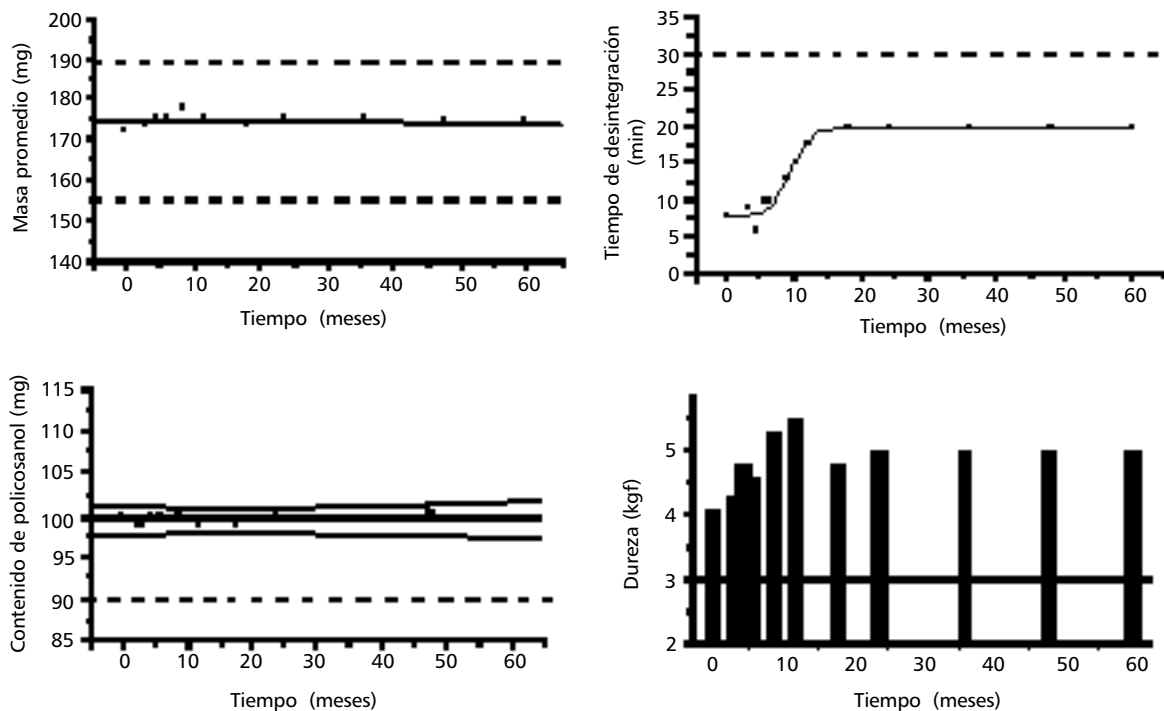 Masa promedio (mg)
200
190
180
170
160
150
140
0 10 20 30 40 50 60
Tiempo (meses)
Tiempo de desintegración
(min)
35
30
25
20
15
10
5
0
0 10 20 30 40 50 60
Tiempo (meses)
Contenido de policosanol (mg)
115
110
105
100
95
90
85
0 10 20 30 40 50 60
Tiempo (meses)
Dureza (kgf)
5
4
3
2
0 10 20 30 40 50 60
Tiempo (meses)